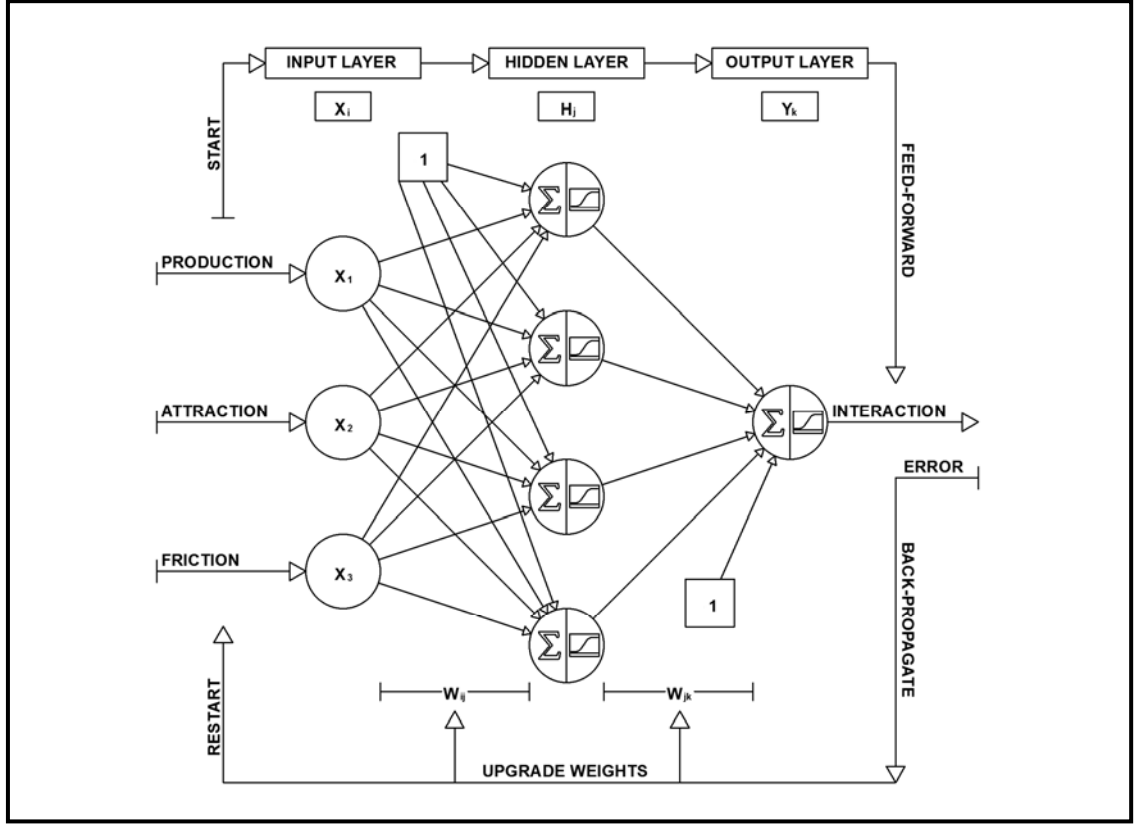 INPUT LAYER
HIDDEN LAYER
OUTPUT LAYER
Xi
Hj
Yk
START
1
FEED-FORWARD
Σ
PRODUCTION
X1
Σ
ATTRACTION
X2
Σ
INTERACTION
ERROR
Σ
FRICTION
X3
1
BACK-PROPAGATE
Σ
RESTART
Wij
Wjk
UPGRADE WEIGHTS